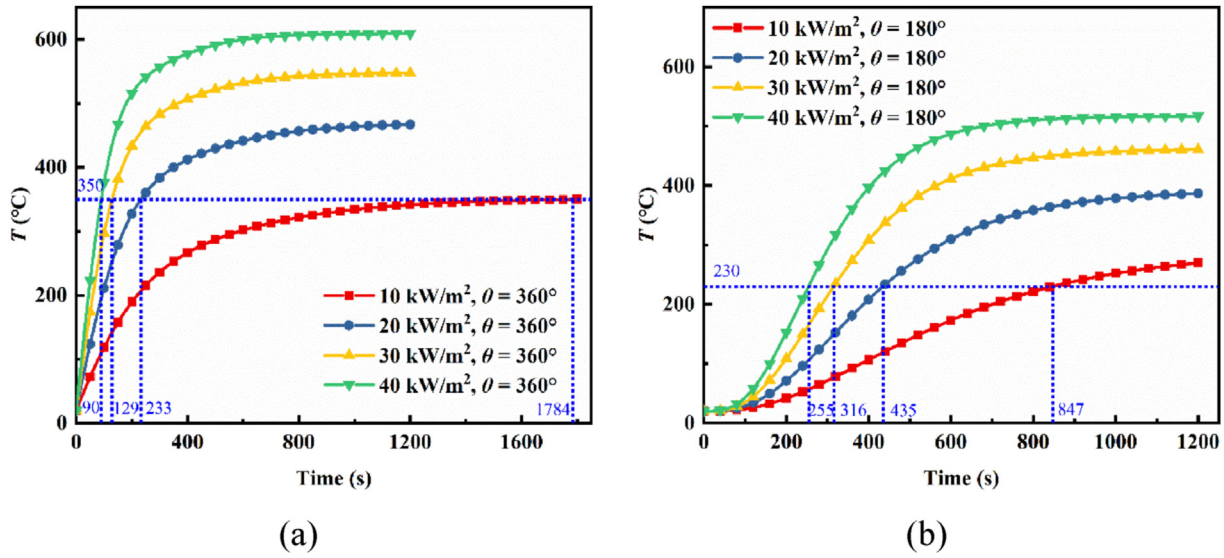 600
400
200
0
T (°C)
350
90
129
233
1784
10 kW/m², θ = 360°
20 kW/m², θ = 360°
30 kW/m², θ = 360°
40 kW/m², θ = 360°
0
400
800
1200
1600
Time (s)
(a)
600
400
200
0
T (°C)
10 kW/m², θ = 180°
20 kW/m², θ = 180°
30 kW/m², θ = 180°
40 kW/m², θ = 180°
230
255
316
435
847
0
200
400
600
800
1000
1200
Time (s)
(b)